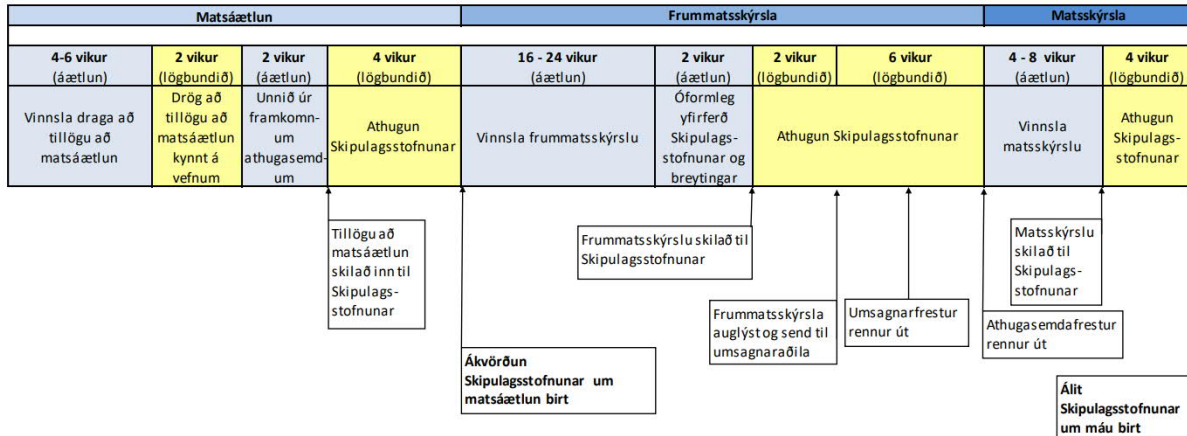 Matsáætlun
Frummatsskýrsla
Matsskýrsla
4-6 vikur
(áætlun)
2 vikur
(lögbundið)
2 vikur
(áætlun)
4 vikur
(lögbundið)
16 - 24 vikur
(áætlun)
2 vikur
(áætlun)
2 vikur
(lögbundið)
6 vikur
(lögbundið)
4 - 8 vikur
(áætlun)
4 vikur
(lögbundið)
Vinnsla draga að
tillögu að
matsáætlun
Drög að
tillögu að
matsáætlun
kynnt á
vefnum
Unnið úr
framkomn-
um
athugasemd-
um
Athugun
Skipulagsstofnunar
Vinnsla frummatsskýrslu
Óformleg
yfirferð
Skipulags-
stofnunar og
breytingar
Athugun Skipulagsstofnunar
Vinnsla
matsskýrslu
Athugun
Skipulags-
stofnunar
Tillögu að
matsáætlun
skilað inn til
Skipulags-
stofnunar
Ákvörðun
Skipulagsstofnunar um
matsáætlun birt
Frummatsskýrslu skilað til
Skipulagsstofnunar
Frummatsskýrsla
auglýst og send til
umsagnaraðila
Umsagnarfrestur
rennur út
Athugasemdafrestur
rennur út
Matsskýrslu
skilað til
Skipulags-
stofnunar
Álit
Skipulagsstofnunar
um máu birt